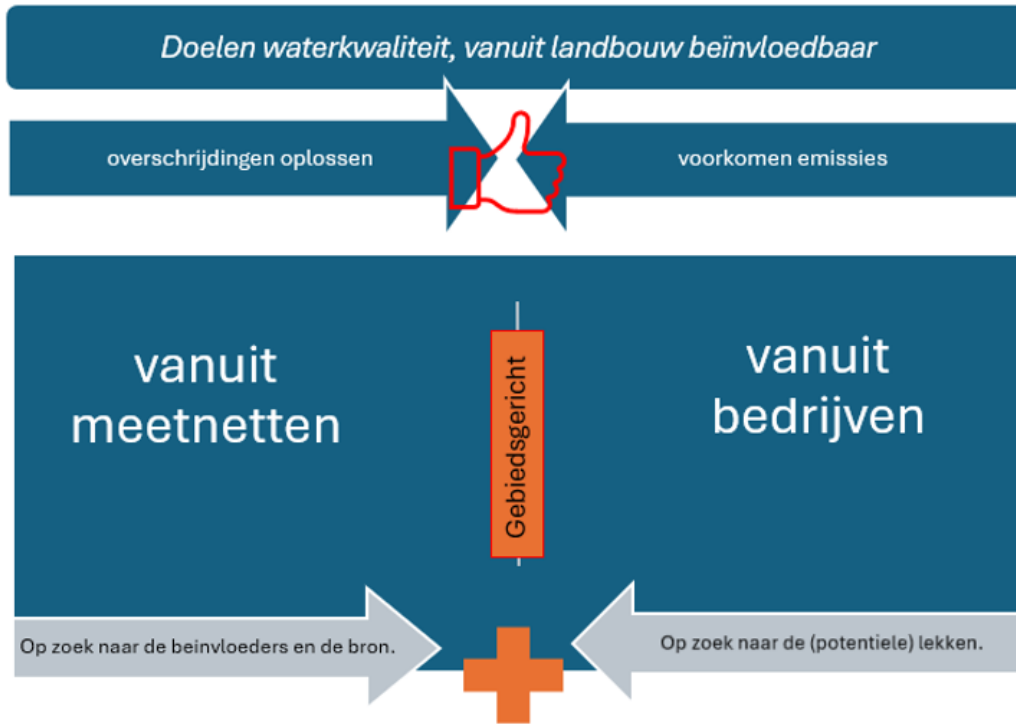 Doelen waterkwaliteit, vanuit landbouw beïnvloedbaar
overschrijdingen oplossen
voorkomen emissies
vanuit
meetnetten
Gebiedsgericht
vanuit
bedrijven
Op zoek naar de beinvloeders en de bron.
Op zoek naar de (potentiele) lekken.